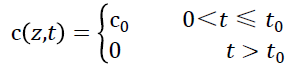 c(z,t) = { c₀    0<t ≤ t₀
0    t > t₀